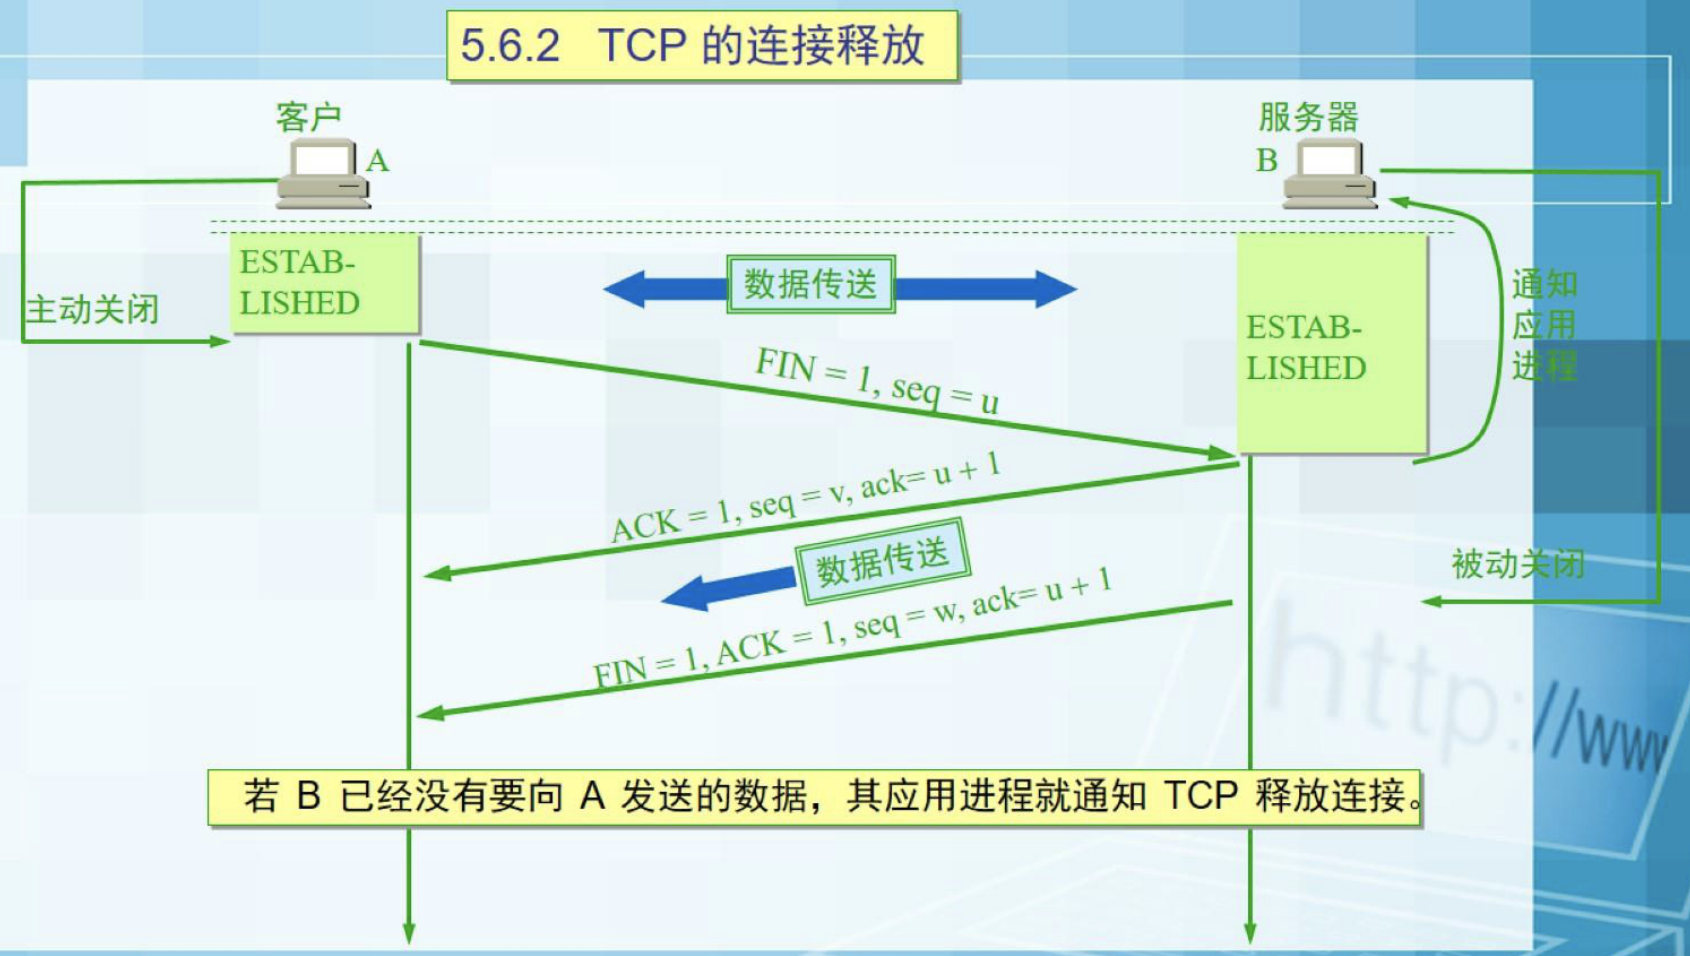 5.6.2 TCP 的连接释放
客户
A
服务器
B
ESTAB-
LISHED
数据传送
ESTAB-
LISHED
主动关闭
通知
应用
进程
FIN = 1, seq = u
ACK = 1, seq = v, ack= u + 1
数据传送
被动关闭
FIN = 1, ACK = 1, seq = w, ack= u + 1
http://www
若 B 已经没有要向 A 发送的数据，其应用进程就通知 TCP 释放连接。